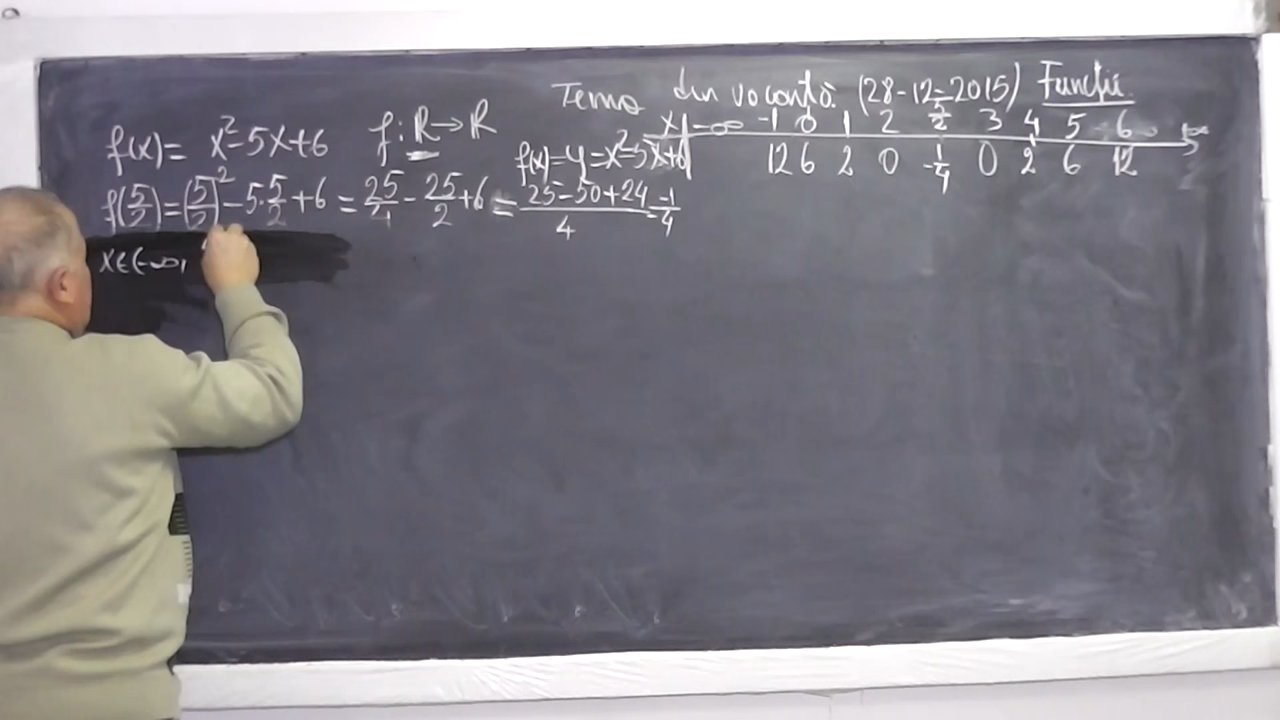 Tema din vacanță (28-12-2015) Funcții
f(x) = x²-5x+6 f: R→R
x -∞ -1 0 1 2 5/2 3 4 5 6 ∞
f(x)=y=x²-5x+6 12 6 2 0 -1/4 0 2 6 12
f(5/2)=(5/2)²-5·5/2+6 = 25/4 - 25/2 +6 = (25-50+24)/4 = -1/4
x∈(-∞,